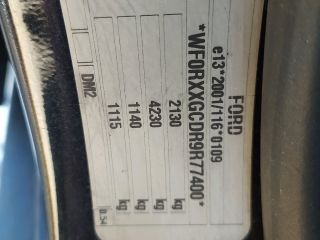 FORD
e13*2001/116*0109
*WF0RXXGCDR9R77400*
2130 kg
4230 kg
1140 kg
1115 kg
DM2
0.54